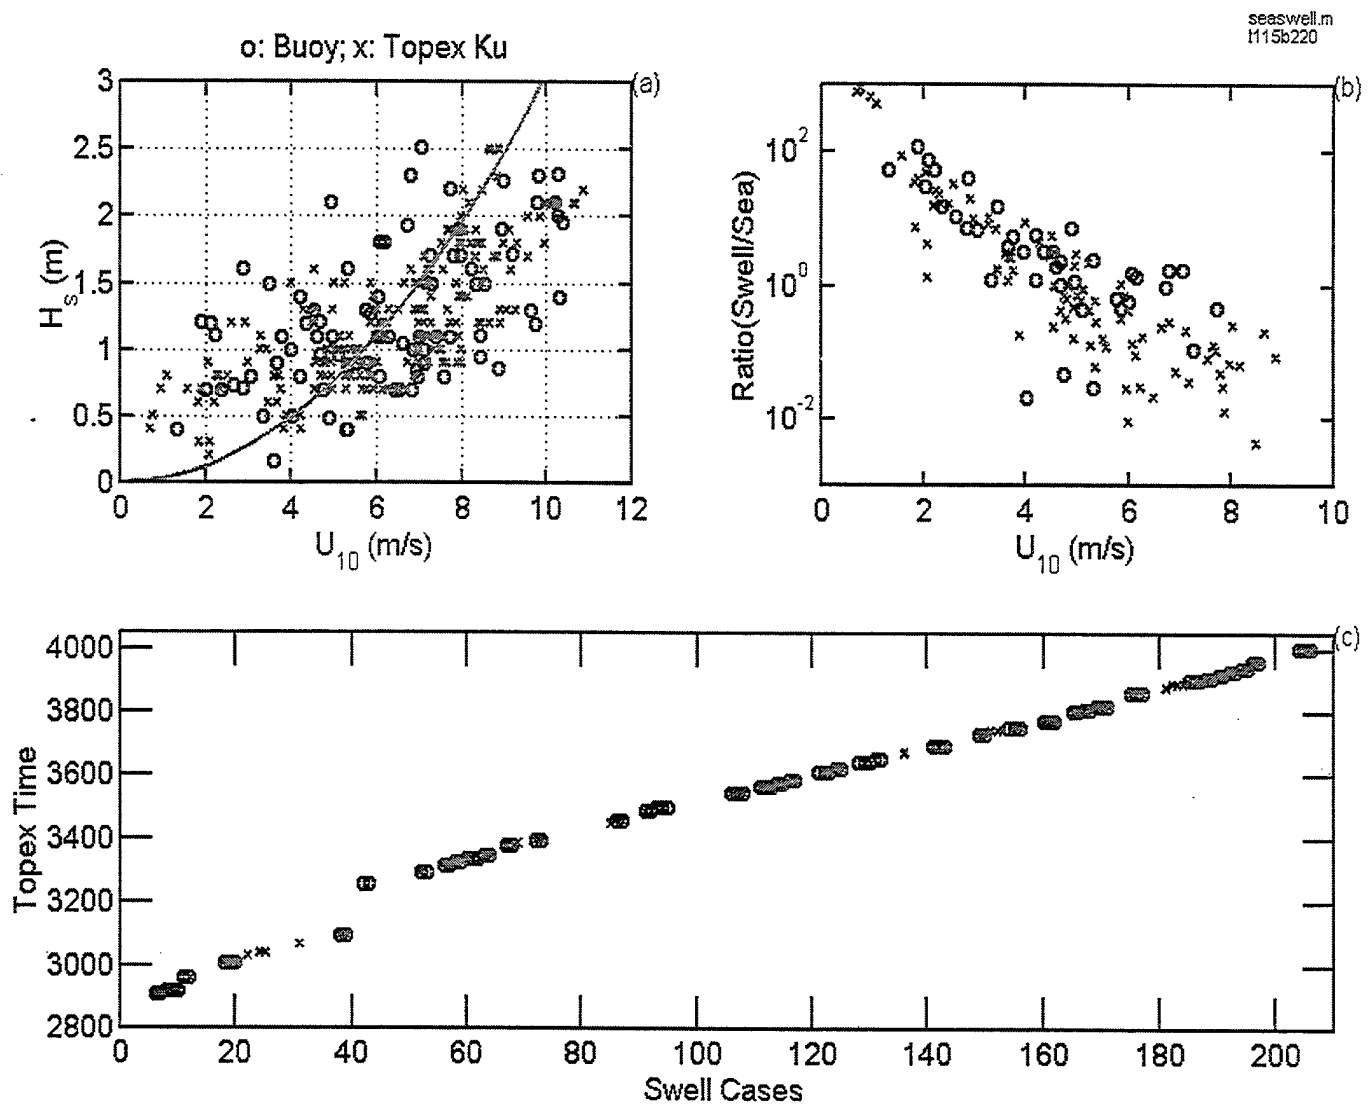 seaswell.m
t115b220
o: Buoy; x: Topex Ku
(a)
3
2.5
2
1.5
1
0.5
0
H_s (m)
0 2 4 6 8 10 12
U_10 (m/s)
(b)
10^2
10^0
10^-2
Ratio(Swell/Sea)
0 2 4 6 8 10
U_10 (m/s)
(c)
4000
3800
3600
3400
3200
3000
2800
Topex Time
0 20 40 60 80 100 120 140 160 180 200
Swell Cases